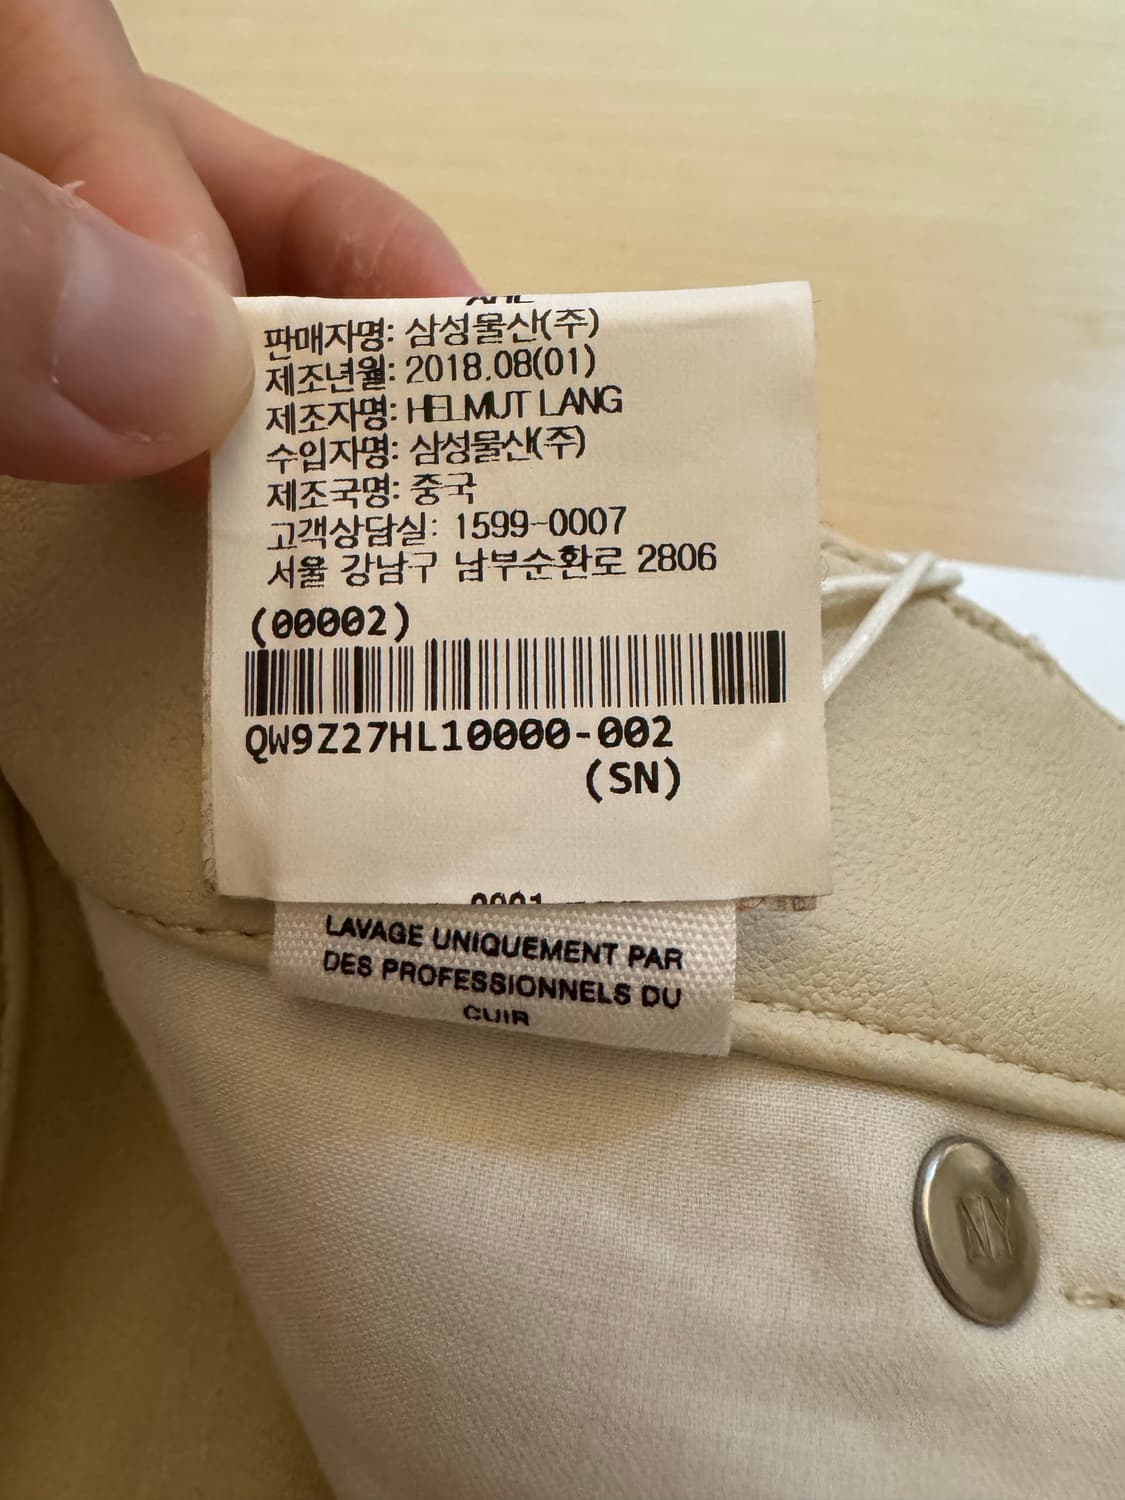 판매자명: 삼성물산(주)
제조년월: 2018.08(01)
제조자명: HELMUT LANG
수입자명: 삼성물산(주)
제조국명: 중국
고객상담실: 1599-0007
서울 강남구 남부순환로 2806
(00002)
QW9Z27HL10000-002
(SN)
LAVAGE UNIQUEMENT PAR
DES PROFESSIONNELS DU
CUIR
NY